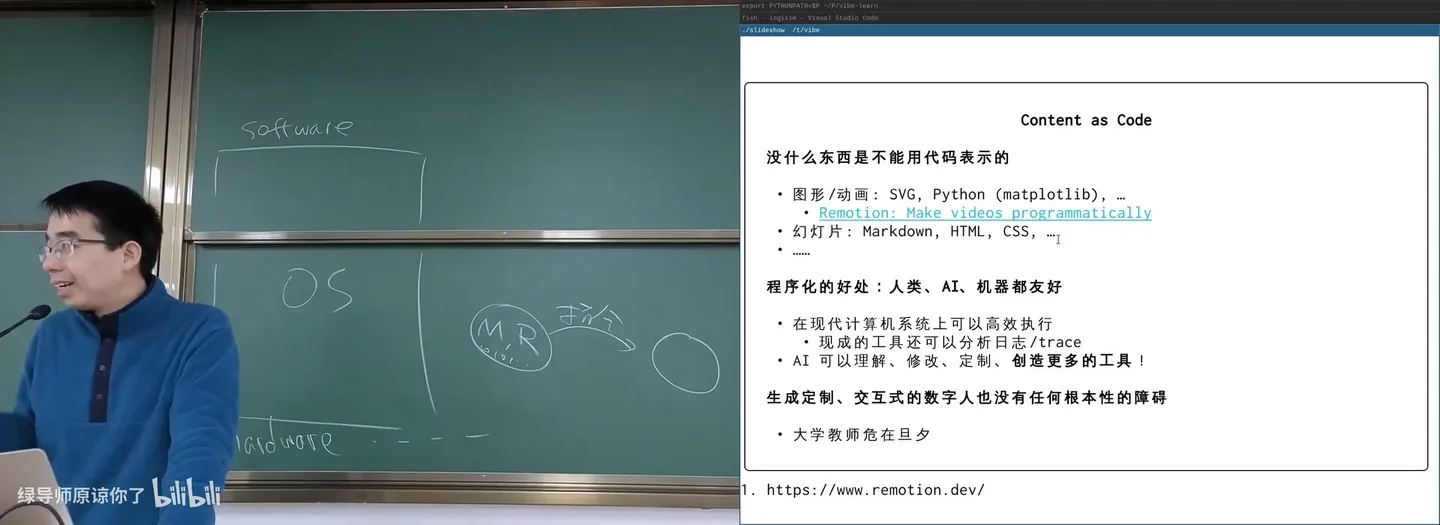 software
OS
M,R
指令
hardware
绿导师原谅你了 bilibili
export PYTHONPATH=$P ~/P/vibe-learn
fish - logisim - Visual Studio Code
./slideshow /t/vibe
Content as Code
没什么东西是不能用代码表示的
• 图形/动画: SVG, Python (matplotlib), …
• Remotion: Make videos programmatically
• 幻灯片: Markdown, HTML, CSS, …
• ……
程序化的好处：人类、AI、机器都友好
• 在现代计算机系统上可以高效执行
• 现成的工具还可以分析日志/trace
• AI 可以理解、修改、定制、创造更多的工具！
生成定制、交互式的数字人也没有任何根本性的障碍
• 大学教师危在旦夕
1. https://www.remotion.dev/